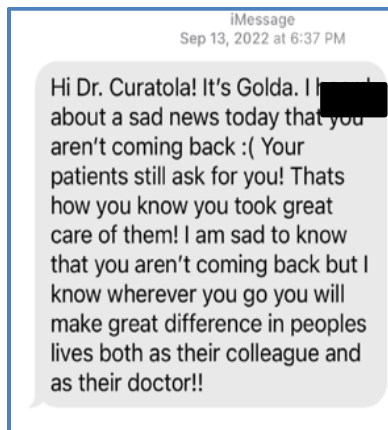 iMessage
Sep 13, 2022 at 6:37 PM
Hi Dr. Curatola! It's Golda. I
about a sad news today that you
aren't coming back :( Your
patients still ask for you! Thats
how you know you took great
care of them! I am sad to know
that you aren't coming back but I
know wherever you go you will
make great difference in peoples
lives both as their colleague and
as their doctor!!